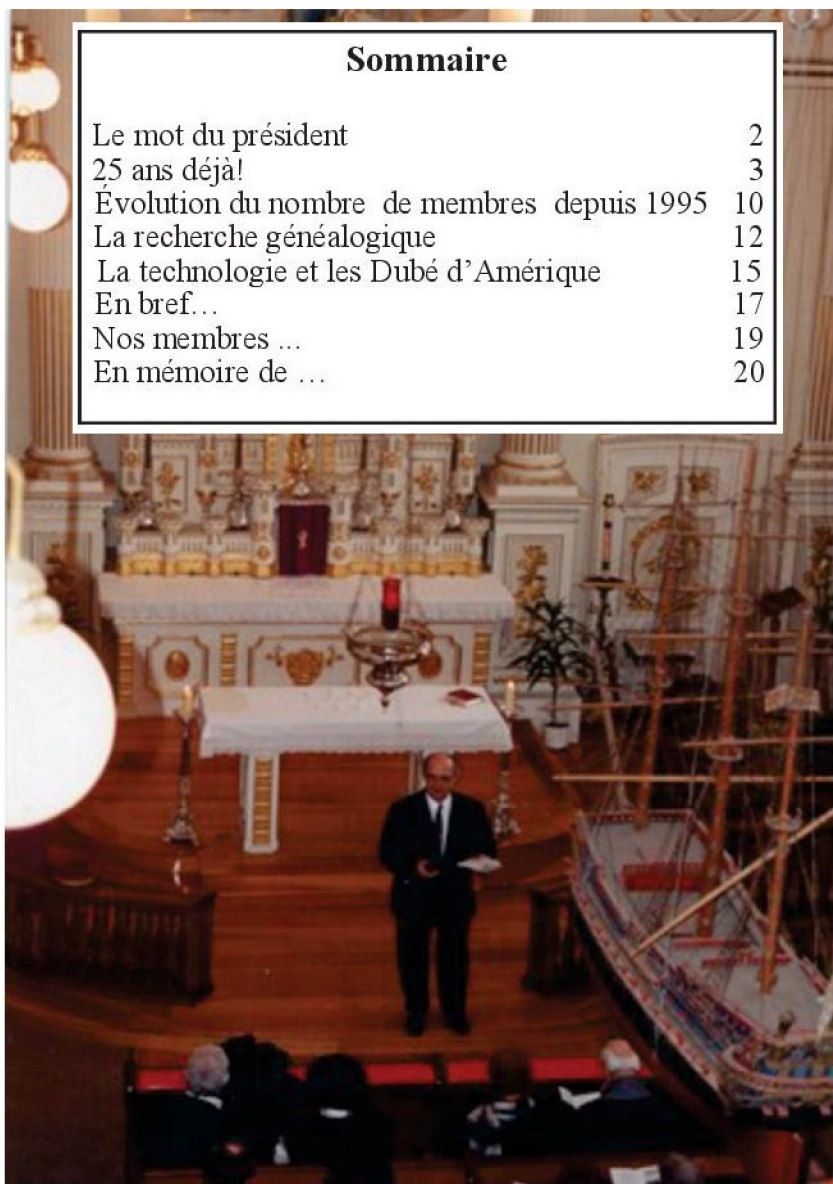 Sommaire
Le mot du président 2
25 ans déjà! 3
Évolution du nombre de membres depuis 1995 10
La recherche généalogique 12
La technologie et les Dubé d'Amérique 15
En bref… 17
Nos membres ... 19
En mémoire de … 20